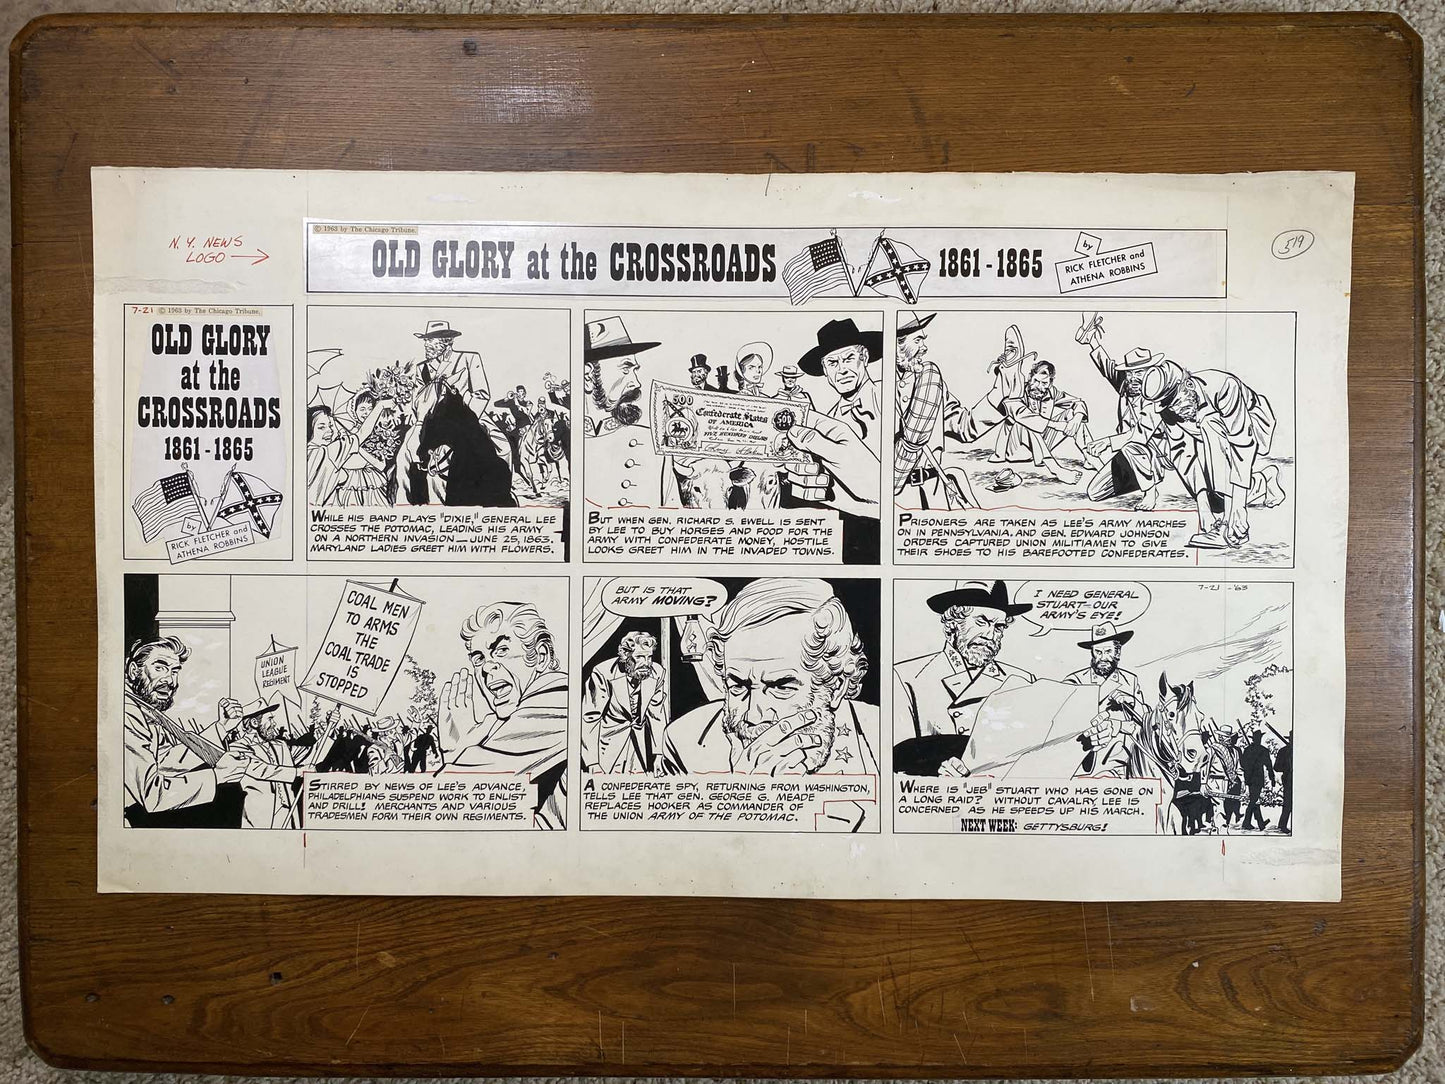 © 1963 by The Chicago Tribune.
OLD GLORY at the CROSSROADS
1861-1865
by
RICK FLETCHER and
ATHENA ROBBINS
519
N.Y. NEWS
LOGO
7-21 © 1963 by The Chicago Tribune.
OLD GLORY
at the
CROSSROADS
1861-1865
by
RICK FLETCHER and
ATHENA ROBBINS
WHILE HIS BAND PLAYS "DIXIE," GENERAL LEE
CROSSES THE POTOMAC, LEADING HIS ARMY
ON A NORTHERN INVASION — JUNE 25, 1863.
MARYLAND LADIES GREET HIM WITH FLOWERS.
500
500
Confederate States
OF AMERICA
FIVE HUNDRED DOLLARS
BUT WHEN GEN. RICHARD S. EWELL IS SENT
BY LEE TO BUY HORSES AND FOOD FOR THE
ARMY WITH CONFEDERATE MONEY, HOSTILE
LOOKS GREET HIM IN THE INVADED TOWNS.
PRISONERS ARE TAKEN AS LEE'S ARMY MARCHES
ON IN PENNSYLVANIA, AND GEN. EDWARD JOHNSON
ORDERS CAPTURED UNION MILITIAMEN TO GIVE
THEIR SHOES TO HIS BAREFOOTED CONFEDERATES.
UNION
LEAGUE
REGIMENT
COAL MEN
TO ARMS
THE
COAL TRADE
IS
STOPPED
STIRRED BY NEWS OF LEE'S ADVANCE,
PHILADELPHIANS SUSPEND WORK TO ENLIST
AND DRILL! MERCHANTS AND VARIOUS
TRADESMEN FORM THEIR OWN REGIMENTS.
BUT IS THAT
ARMY MOVING?
A CONFEDERATE SPY, RETURNING FROM WASHINGTON,
TELLS LEE THAT GEN. GEORGE G. MEADE
REPLACES HOOKER AS COMMANDER OF
THE UNION ARMY OF THE POTOMAC.
I NEED GENERAL
STUART—OUR
ARMY'S EYE!
7-21-'63
WHERE IS "JEB" STUART WHO HAS GONE ON
A LONG RAID? WITHOUT CAVALRY, LEE IS
CONCERNED AS HE SPEEDS UP HIS MARCH.
NEXT WEEK: GETTYSBURG!